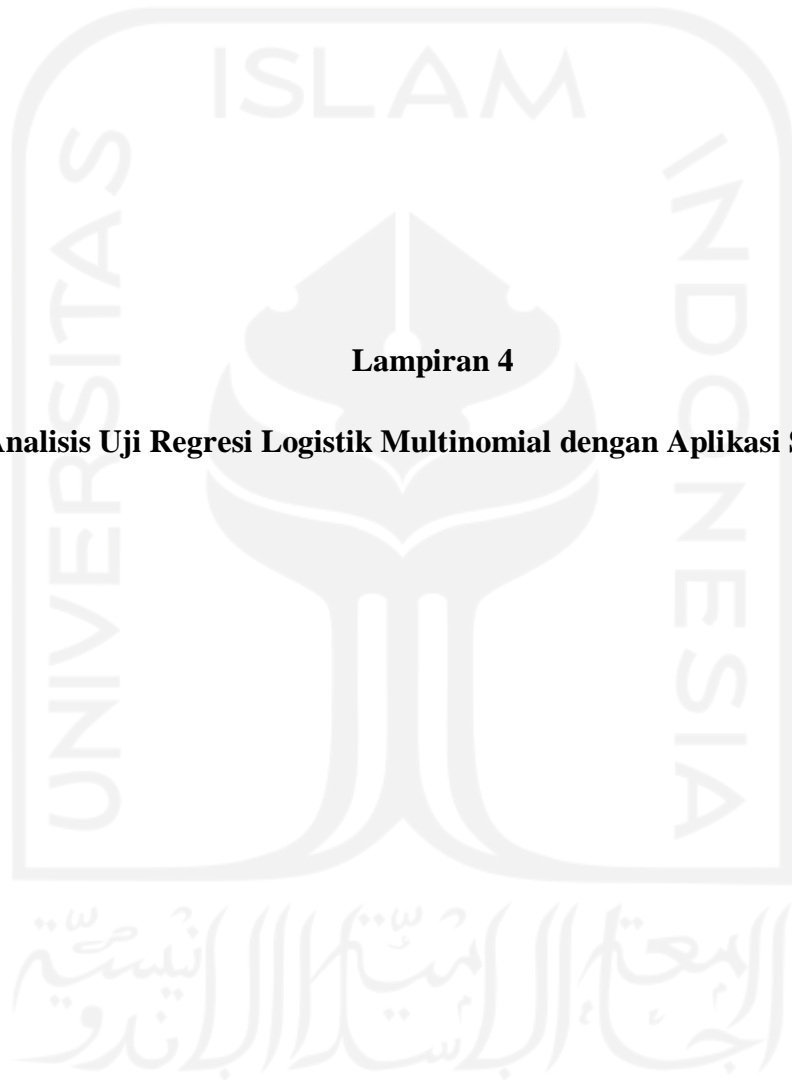 ISLAM
UNIVERSITAS
INDONESIA
Lampiran 4
Analisis Uji Regresi Logistik Multinomial dengan Aplikasi